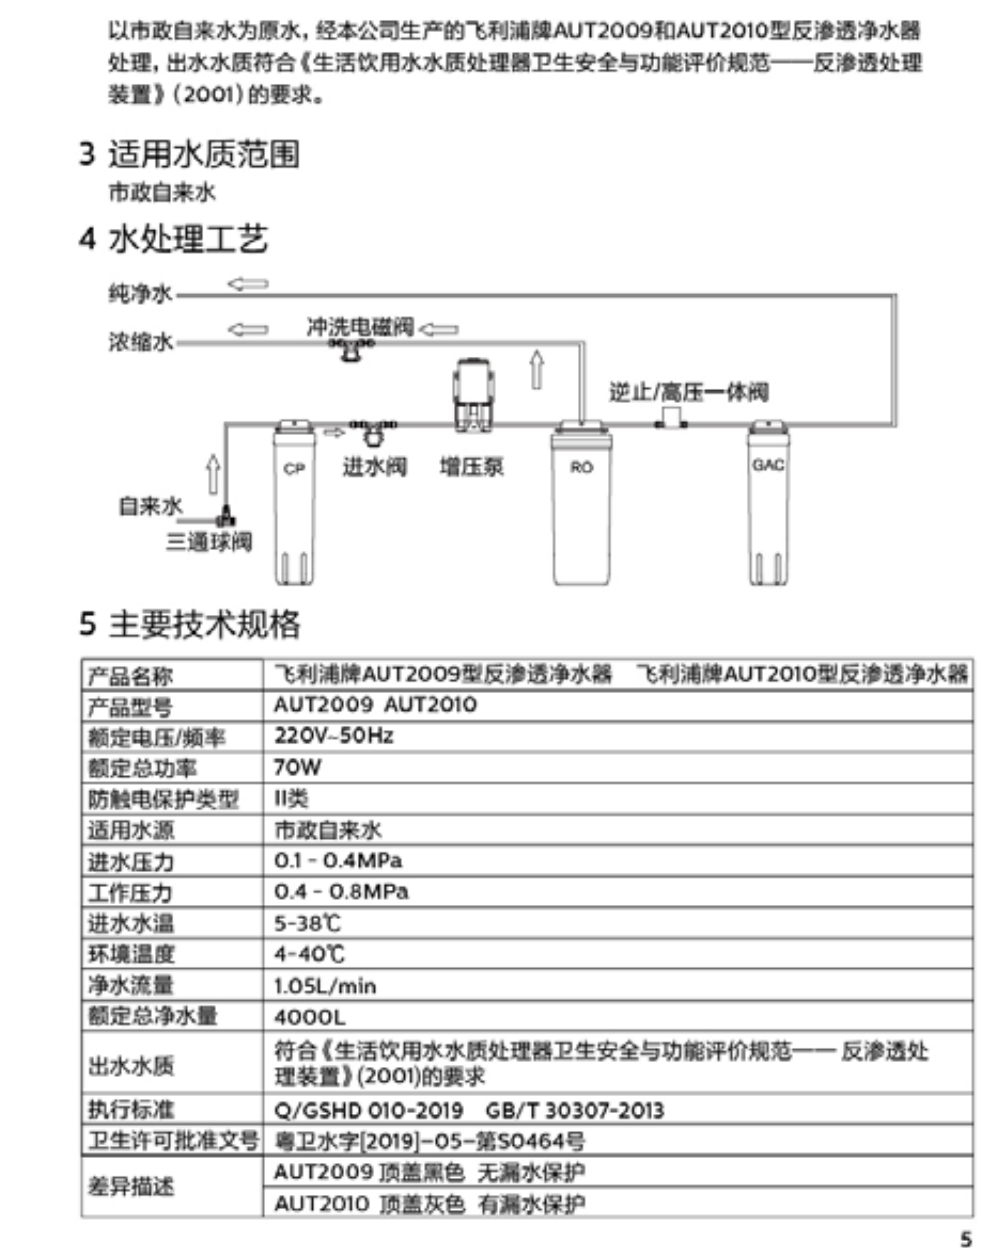 以市政自来水为原水，经本公司生产的飞利浦牌AUT2009和AUT2010型反渗透净水器
处理，出水水质符合《生活饮用水水质处理器卫生安全与功能评价规范——反渗透处理
装置》（2001）的要求。
3 适用水质范围
市政自来水
4 水处理工艺
纯净水
浓缩水
冲洗电磁阀
逆止/高压一体阀
CP
进水阀
增压泵
RO
GAC
自来水
三通球阀
5 主要技术规格
产品名称 飞利浦牌AUT2009型反渗透净水器 飞利浦牌AUT2010型反渗透净水器
产品型号 AUT2009 AUT2010
额定电压/频率 220V~50Hz
额定总功率 70W
防触电保护类型 II类
适用水源 市政自来水
进水压力 0.1 - 0.4MPa
工作压力 0.4 - 0.8MPa
进水水温 5-38℃
环境温度 4-40℃
净水流量 1.05L/min
额定总净水量 4000L
出水水质 符合《生活饮用水水质处理器卫生安全与功能评价规范—— 反渗透处
理装置》(2001)的要求
执行标准 Q/GSHD 010-2019 GB/T 30307-2013
卫生许可批准文号 粤卫水字[2019]-05-第S0464号
差异描述 AUT2009 顶盖黑色 无漏水保护
AUT2010 顶盖灰色 有漏水保护
5